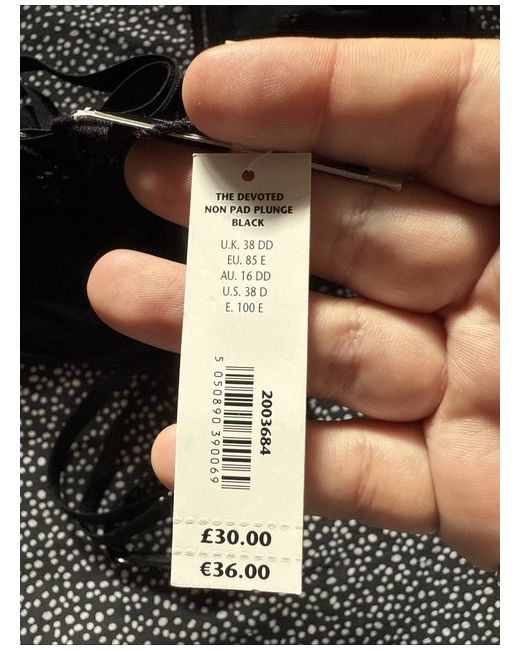 THE DEVOTED
NON PAD PLUNGE
BLACK
U.K. 38 DD
EU. 85 E
AU. 16 DD
U.S. 38 D
E. 100 E
5 050890 390069
2003684
£30.00
€36.00